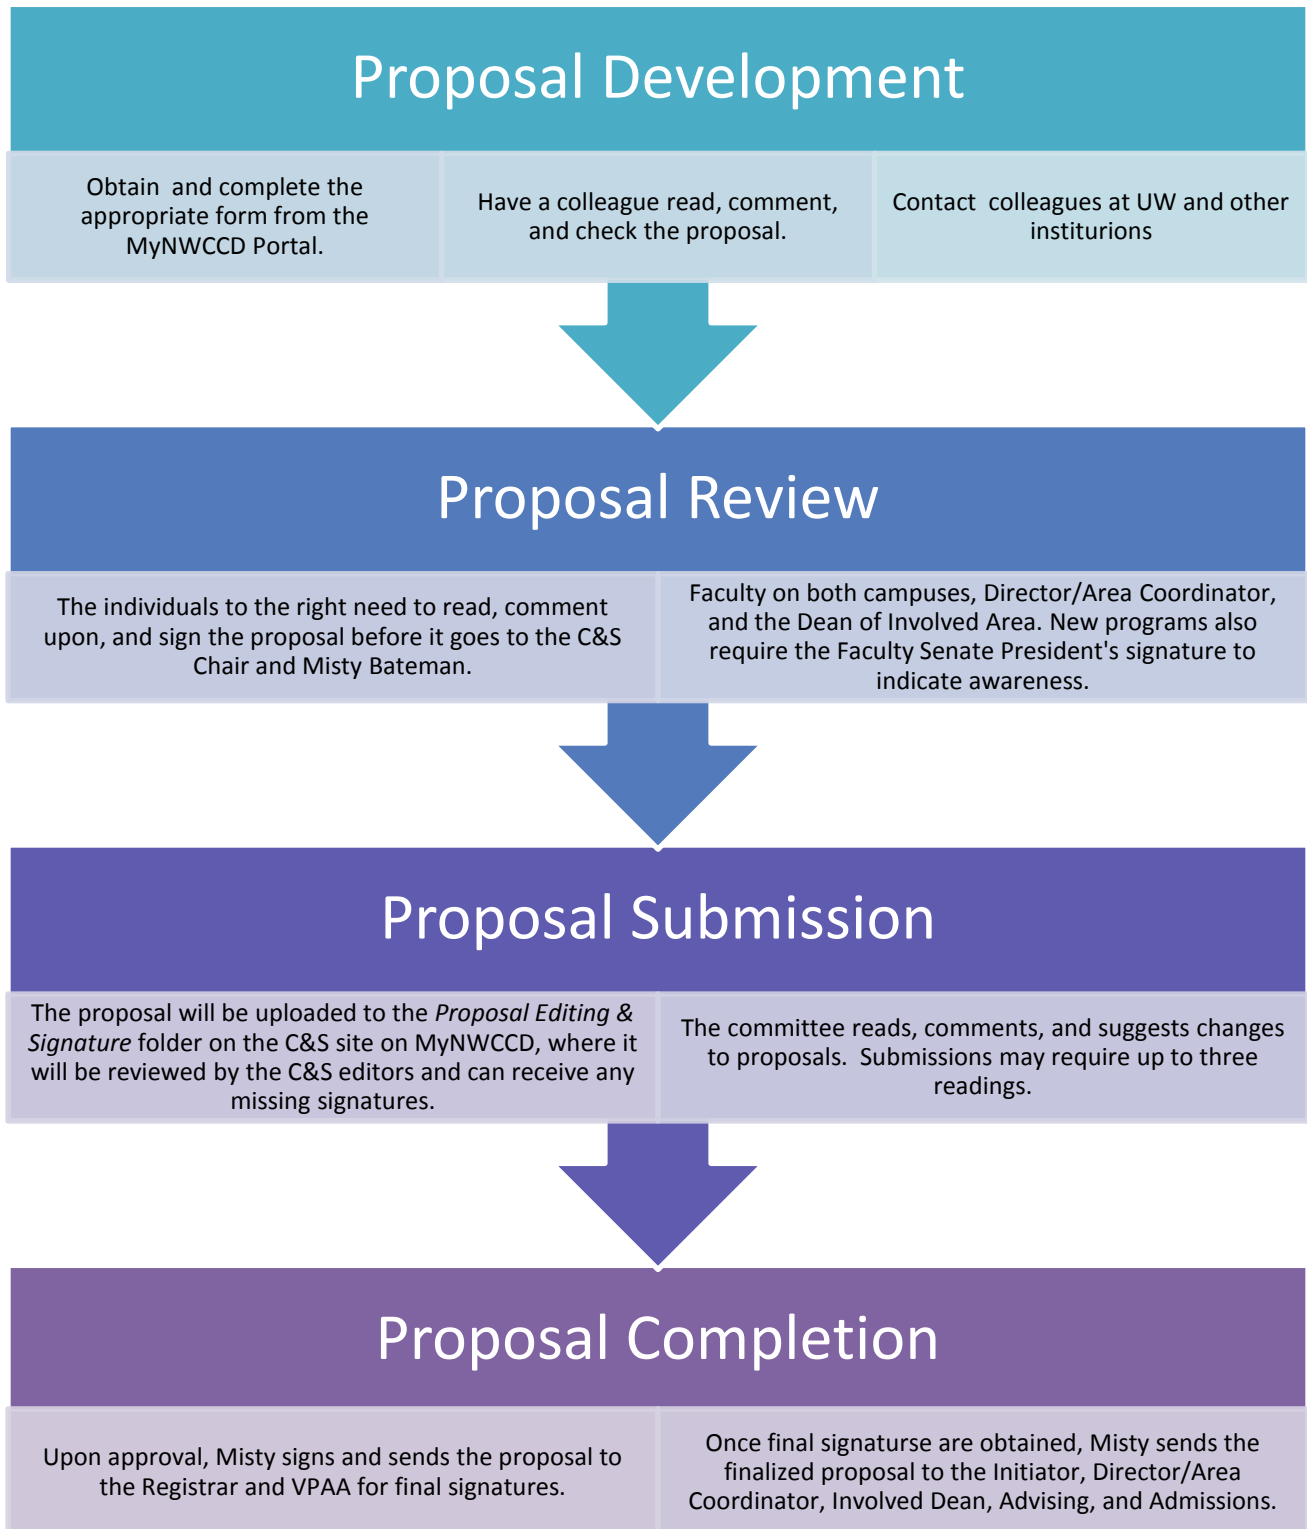 Proposal Development
Obtain  and complete the
appropriate form from the
MyNWCCD Portal.
Have a colleague read, comment,
and check the proposal.
Contact  colleagues at UW and other
institurions
Proposal Review
The individuals to the right need to read, comment
upon, and sign the proposal before it goes to the C&S
Chair and Misty Bateman.
Faculty on both campuses, Director/Area Coordinator,
and the Dean of Involved Area. New programs also
require the Faculty Senate President's signature to
indicate awareness.
Proposal Submission
The proposal will be uploaded to the Proposal Editing &
Signature folder on the C&S site on MyNWCCD, where it
will be reviewed by the C&S editors and can receive any
missing signatures.
The committee reads, comments, and suggests changes
to proposals.  Submissions may require up to three
readings.
Proposal Completion
Upon approval, Misty signs and sends the proposal to
the Registrar and VPAA for final signatures.
Once final signaturse are obtained, Misty sends the
finalized proposal to the Initiator, Director/Area
Coordinator, Involved Dean, Advising, and Admissions.